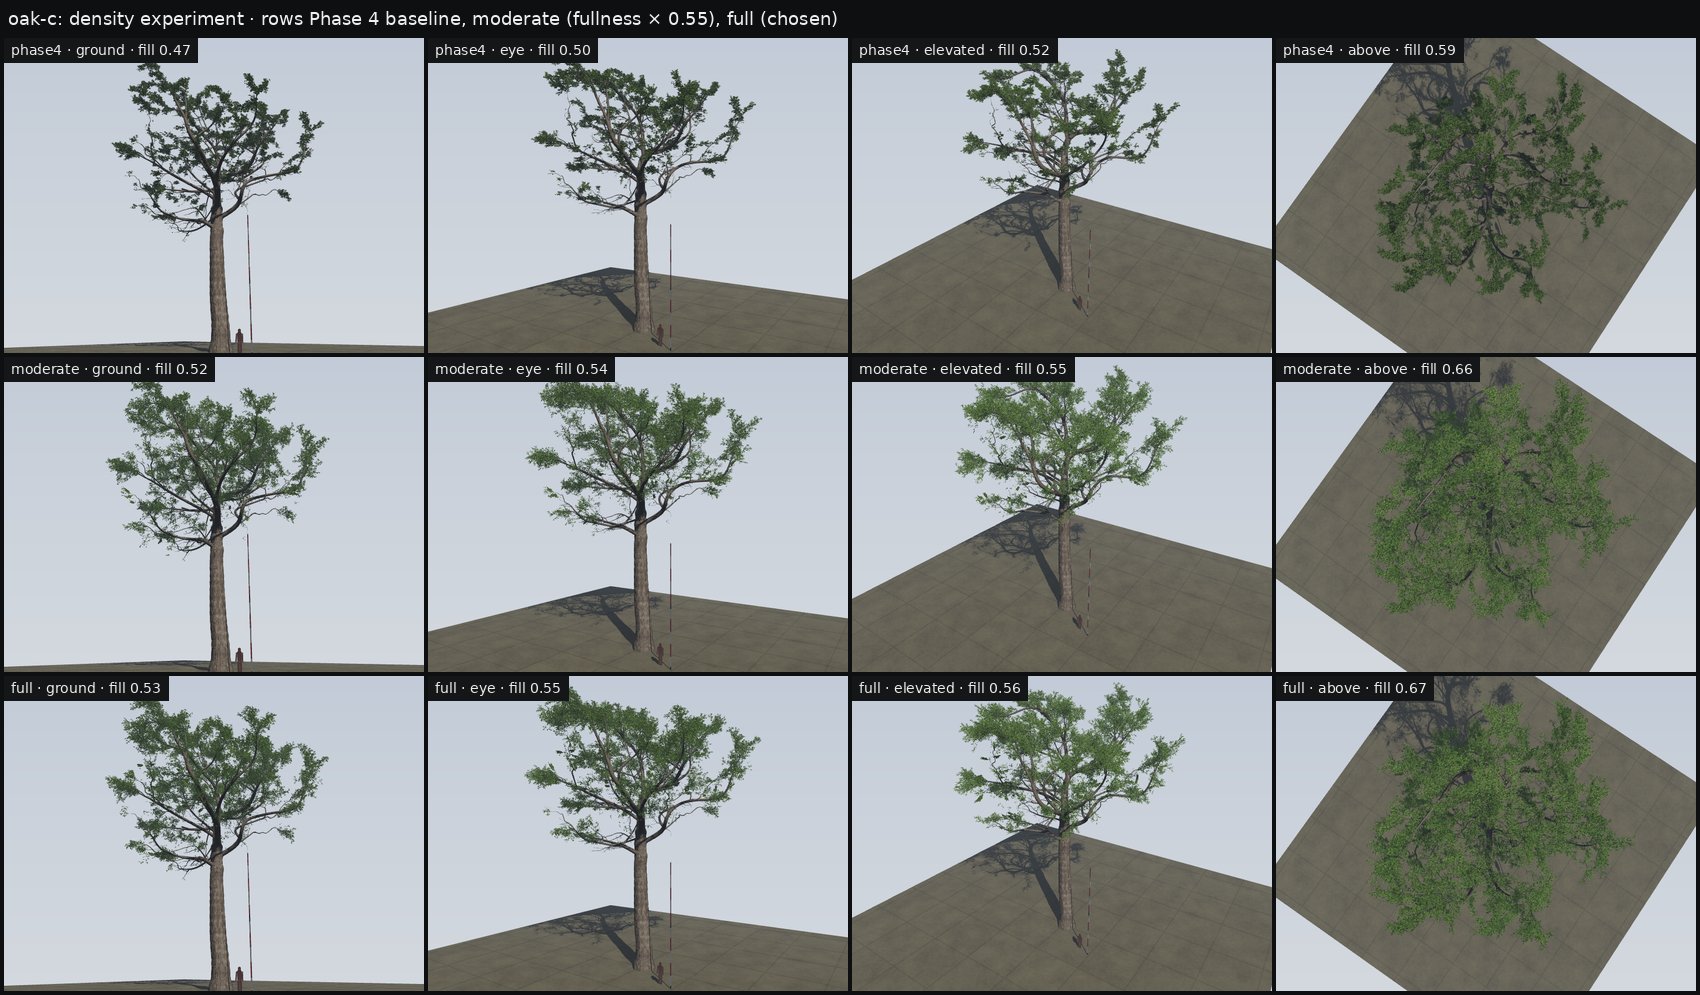 oak-c: density experiment · rows Phase 4 baseline, moderate (fullness × 0.55), full (chosen)
phase4 · ground · fill 0.47
phase4 · eye · fill 0.50
phase4 · elevated · fill 0.52
phase4 · above · fill 0.59
moderate · ground · fill 0.52
moderate · eye · fill 0.54
moderate · elevated · fill 0.55
moderate · above · fill 0.66
full · ground · fill 0.53
full · eye · fill 0.55
full · elevated · fill 0.56
full · above · fill 0.67